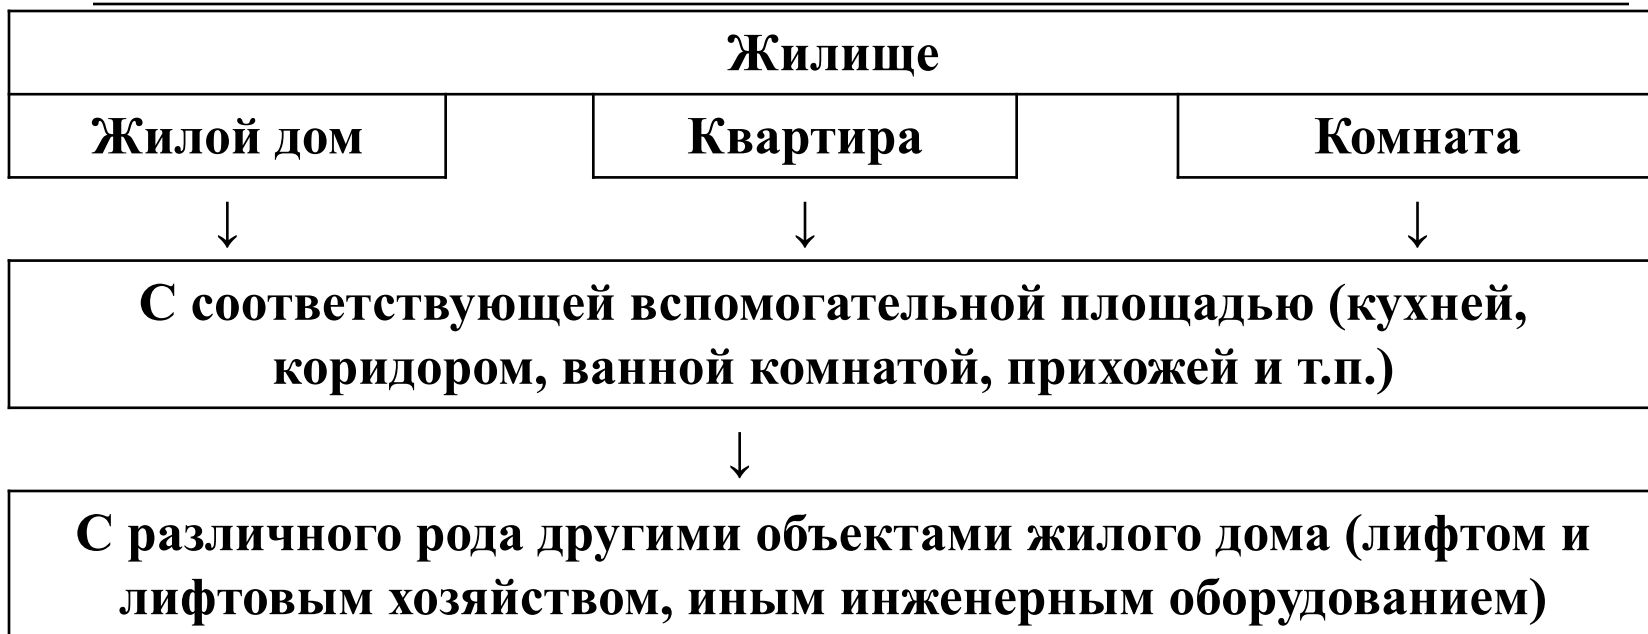 Жилище
Жилой дом
Квартира
Комната
↓ ↓ ↓
С соответствующей вспомогательной площадью (кухней,
коридором, ванной комнатой, прихожей и т.п.)
↓
С различного рода другими объектами жилого дома (лифтом и
лифтовым хозяйством, иным инженерным оборудованием)